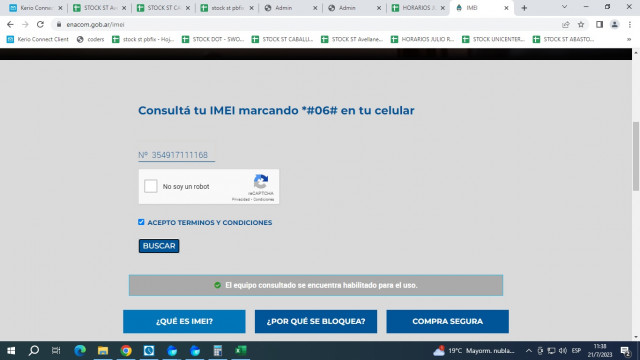 Kerio Connect
STOCK ST Av
STOCK ST CA
stock st pbfix
Admin
Admin
HORARIOS
IMEI
enacom.gob.ar/imei
Kerio Connect Client
coders
stock st pbfix - Hoj...
STOCK DOT - SWO...
STOCK ST CABALLI...
STOCK ST Avellane...
HORARIOS JULIO R...
STOCK UNICENTER...
STOCK ST ABASTO...
Consultá tu IMEI marcando *#06# en tu celular
Nº 354917111168
No soy un robot
reCAPTCHA
Privacidad - Condiciones
ACEPTO TERMINOS Y CONDICIONES
BUSCAR
El equipo consultado se encuentra habilitado para el uso.
¿QUÉ ES IMEI?
¿POR QUÉ SE BLOQUEA?
COMPRA SEGURA
19°C Mayorm. nubla...
ESP
11:38
21/7/2023